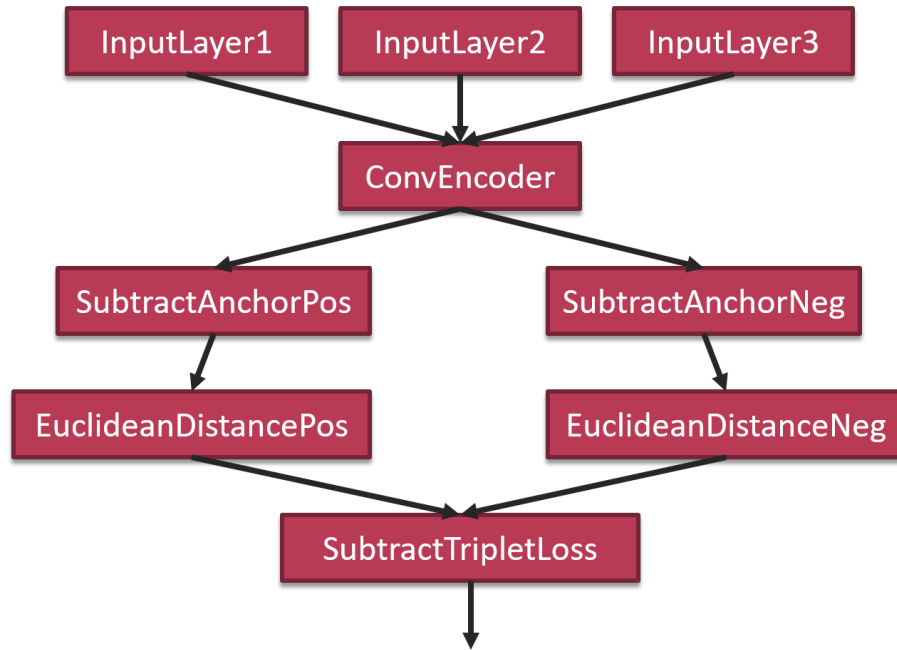 InputLayer1
InputLayer2
InputLayer3
ConvEncoder
SubtractAnchorPos
SubtractAnchorNeg
EuclideanDistancePos
EuclideanDistanceNeg
SubtractTripletLoss